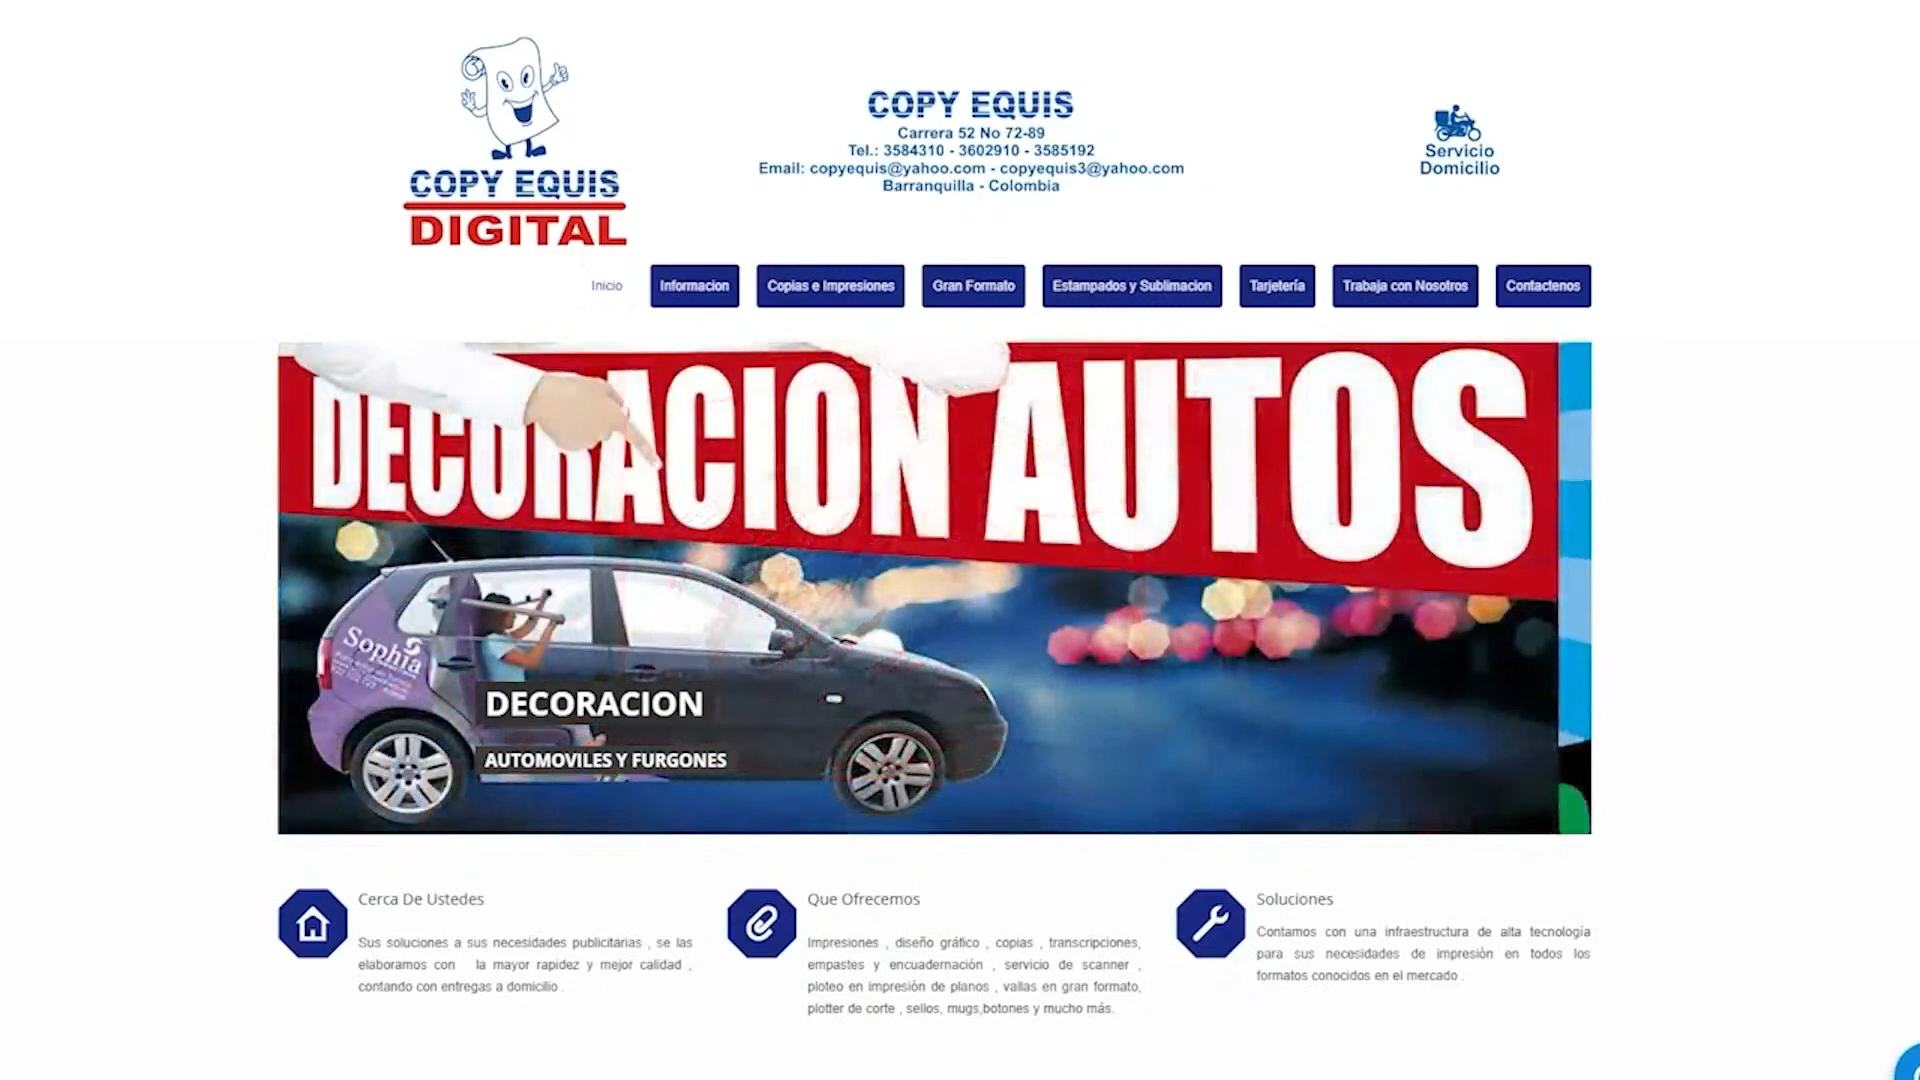 COPY EQUIS
DIGITAL
COPY EQUIS
Carrera 52 No 72-89
Tel.: 3584310 - 3602910 - 3585192
Email: copyequis@yahoo.com - copyequis3@yahoo.com
Barranquilla - Colombia
Servicio
Domicilio
Inicio
Informacion
Copias e Impresiones
Gran Formato
Estampados y Sublimacion
Tarjetería
Trabaja con Nosotros
Contactenos
DECORACION AUTOS
Sophia
DECORACION
AUTOMOVILES Y FURGONES
Cerca De Ustedes
Sus soluciones a sus necesidades publicitarias , se las
elaboramos con la mayor rapidez y mejor calidad ,
contando con entregas a domicilio .
Que Ofrecemos
Impresiones , diseño gráfico , copias , transcripciones,
empastes y encuadernación , servicio de scanner ,
ploteo en impresión de planos , vallas en gran formato,
plotter de corte , sellos, mugs,botones y mucho más.
Soluciones
Contamos con una infraestructura de alta tecnología
para sus necesidades de impresión en todos los
formatos conocidos en el mercado .